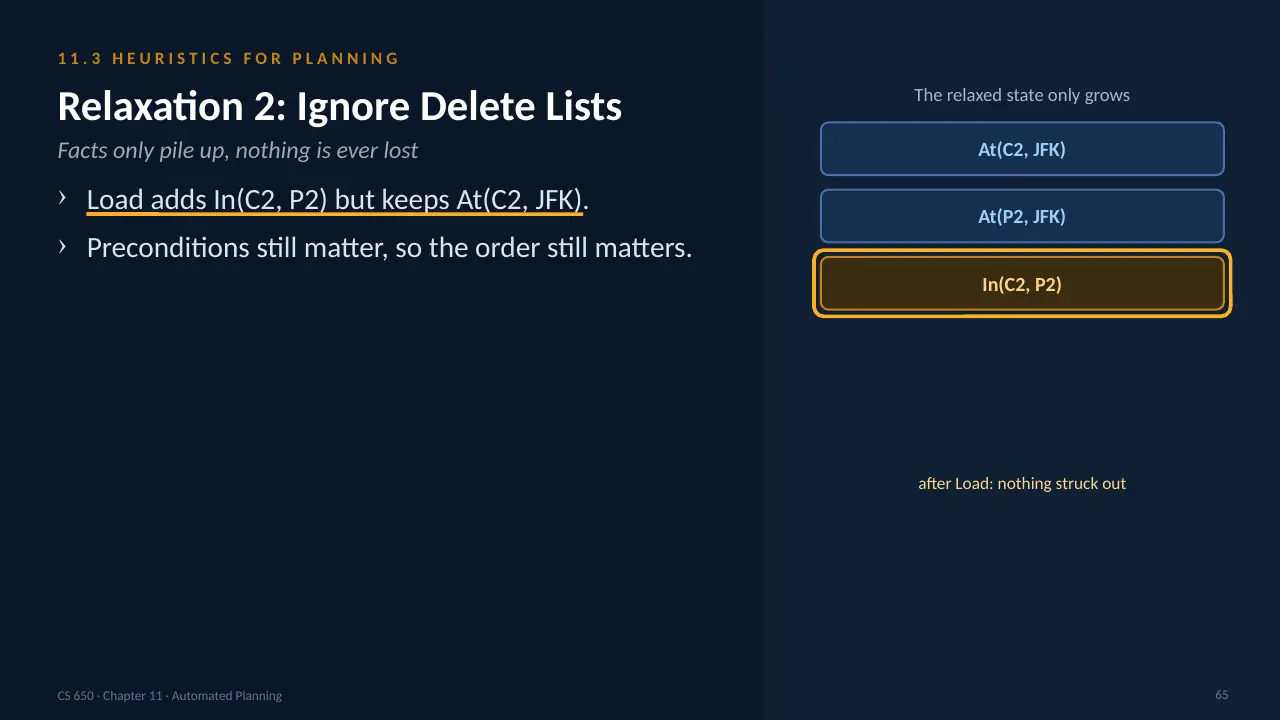 11.3 HEURISTICS FOR PLANNING
Relaxation 2: Ignore Delete Lists
Facts only pile up, nothing is ever lost
› Load adds In(C2, P2) but keeps At(C2, JFK).
› Preconditions still matter, so the order still matters.
The relaxed state only grows
At(C2, JFK)
At(P2, JFK)
In(C2, P2)
after Load: nothing struck out
CS 650 · Chapter 11 · Automated Planning
65